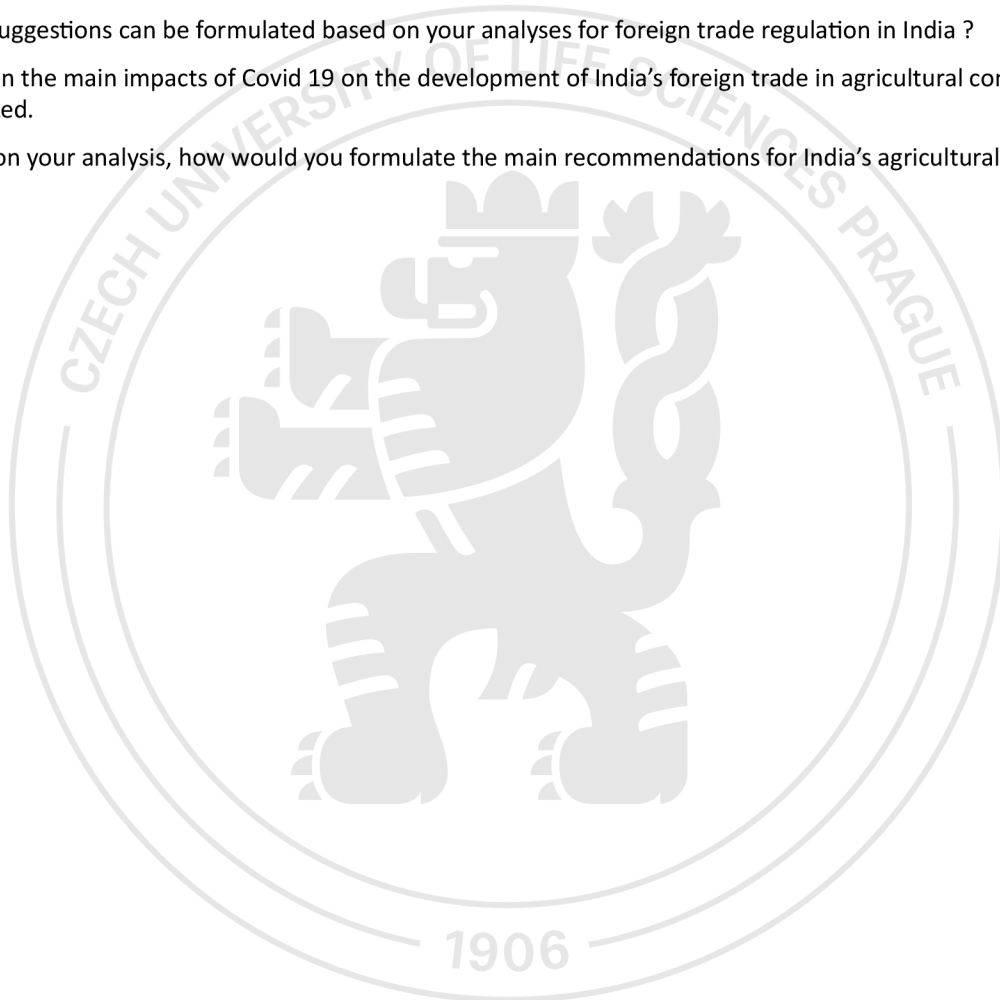 uggestions can be formulated based on your analyses for foreign trade regulation in India ?
n the main impacts of Covid 19 on the development of India’s foreign trade in agricultural
ed.
on your analysis, how would you formulate the main recommendations for India’s agricultural
CZECH UNIVERSITY OF LIFE SCIENCES PRAGUE
1906